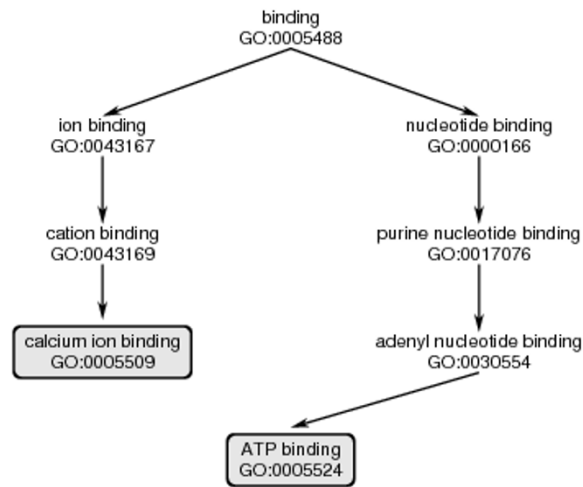 binding
GO:0005488
ion binding
GO:0043167
nucleotide binding
GO:0000166
cation binding
GO:0043169
purine nucleotide binding
GO:0017076
calcium ion binding
GO:0005509
adenyl nucleotide binding
GO:0030554
ATP binding
GO:0005524